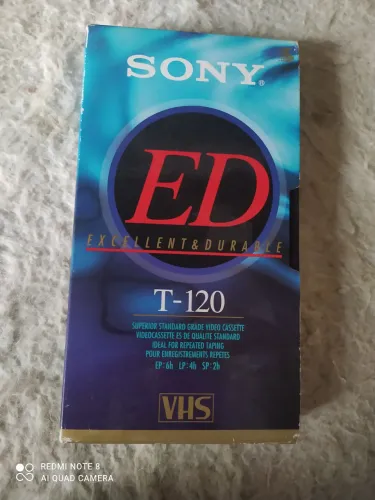 SONY®
ED
EXCELLENT & DURABLE
T-120
SUPERIOR STANDARD GRADE VIDEO CASSETTE
VIDEOCASSETTE ES DE QUALITE STANDARD
IDEAL FOR REPEATED TAPING
POUR ENREGISTREMENTS REPETES
EP:6h LP:4h SP:2h
VHS
REDMI NOTE 8
AI QUAD CAMERA